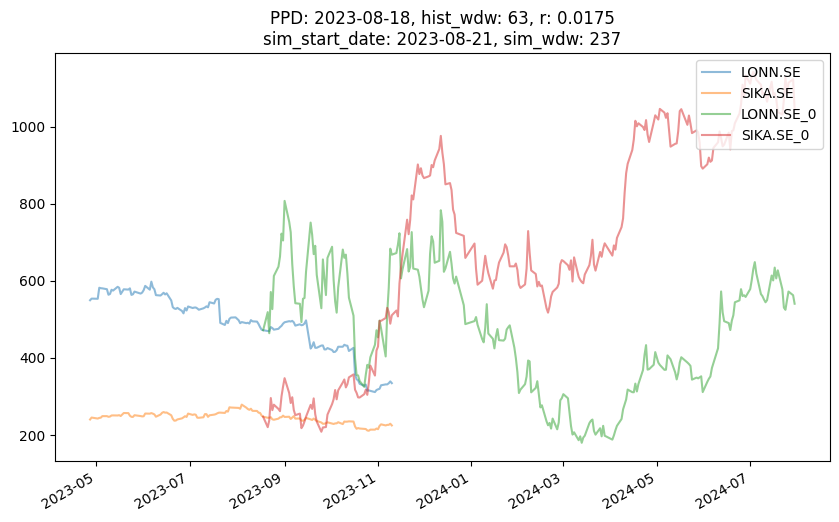 PPD: 2023-08-18, hist_wdw: 63, r: 0.0175
sim_start_date: 2023-08-21, sim_wdw: 237
LONN.SE
SIKA.SE
LONN.SE_0
SIKA.SE_0
1000
800
600
400
200
2023-05
2023-07
2023-09
2023-11
2024-01
2024-03
2024-05
2024-07